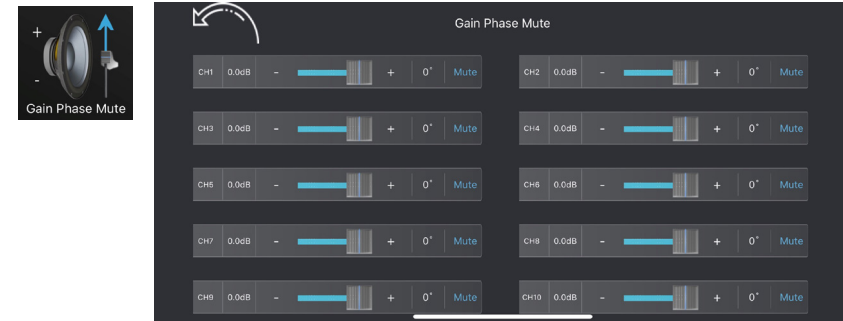 +
-
Gain Phase Mute
Gain Phase Mute
CH1 0.0dB - + 0° Mute
CH2 0.0dB - + 0° Mute
CH3 0.0dB - + 0° Mute
CH4 0.0dB - + 0° Mute
CH5 0.0dB - + 0° Mute
CH6 0.0dB - + 0° Mute
CH7 0.0dB - + 0° Mute
CH8 0.0dB - + 0° Mute
CH9 0.0dB - + 0° Mute
CH10 0.0dB - + 0° Mute